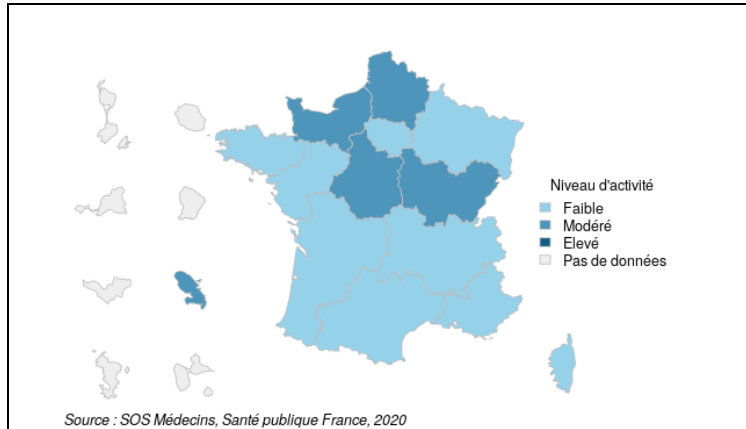 Niveau d'activité
Faible
Modéré
Elevé
Pas de données
Source : SOS Médecins, Santé publique France, 2020